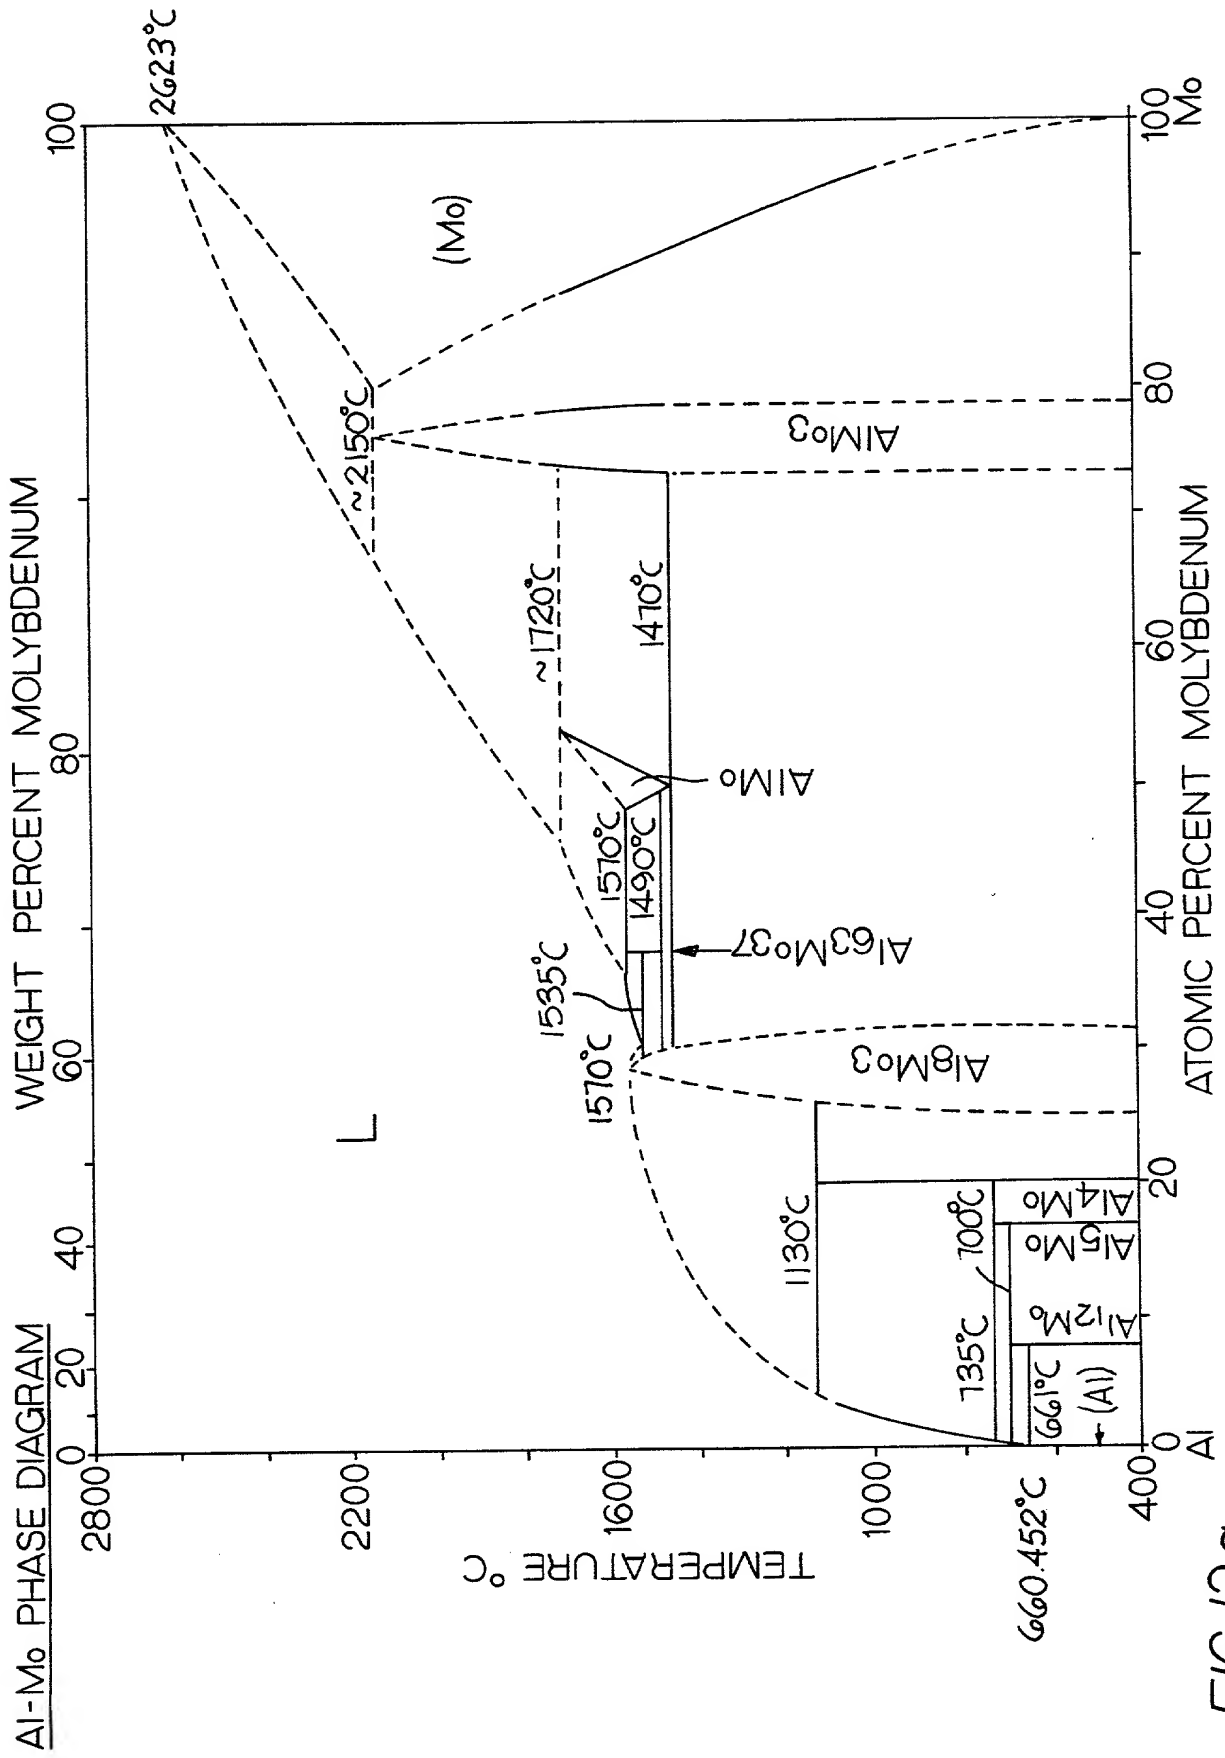 Al-Mo PHASE DIAGRAM
WEIGHT PERCENT MOLYBDENUM
0 20 40 60 80 100
2800
2200
1600
1000
400
TEMPERATURE °C
2623°C
L
(Mo)
~2150°C
~1720°C
1570°C
1535°C
1570°C
1490°C
1470°C
AlMo
Al63Mo37
Al8Mo3
AlMo3
1130°C
735°C
700°C
661°C
(Al)
Al12Mo
Al5Mo
Al4Mo
660.452°C
0 20 40 60 80 100
Al
Mo
ATOMIC PERCENT MOLYBDENUM